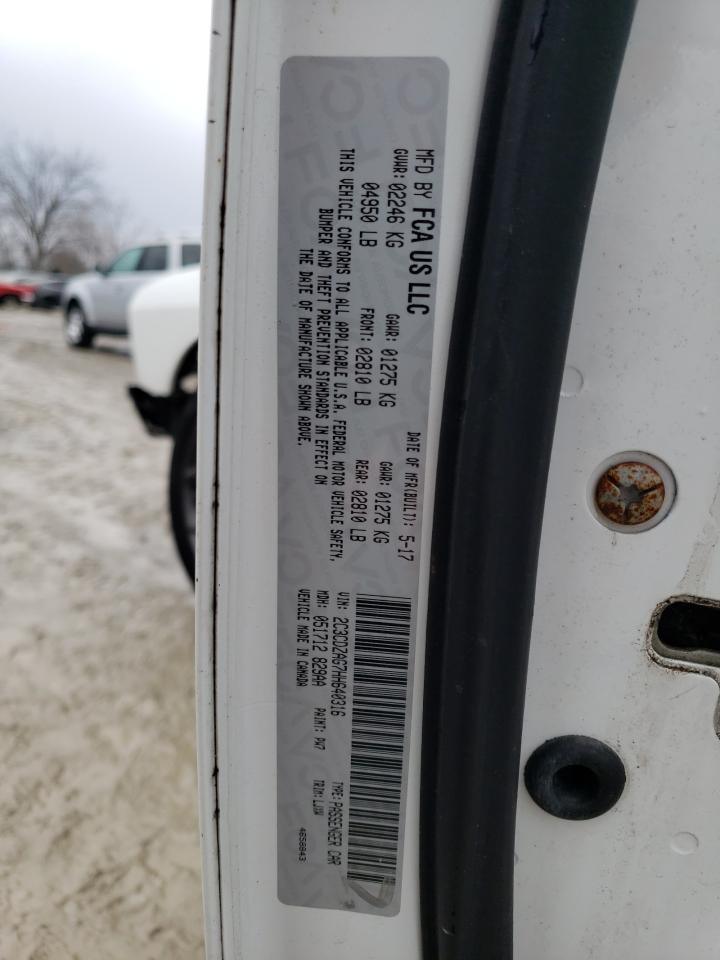 MFD BY FCA US LLC
DATE OF MFR(BUILT): 5-17
GVWR: 02246 KG GAWR: 01275 KG GAWR: 01275 KG
04950 LB FRONT: 02810 LB REAR: 02810 LB
THIS VEHICLE CONFORMS TO ALL APPLICABLE U.S.A. FEDERAL MOTOR VEHICLE SAFETY,
BUMPER AND THEFT PREVENTION STANDARDS IN EFFECT ON
THE DATE OF MANUFACTURE SHOWN ABOVE.
VIN: 2C3CDZAG7HH640316 TYPE: PASSENGER CAR
MDH: 051712 829AA PAINT: PW7 TRIM: LJXW
VEHICLE MADE IN CANADA
4658843